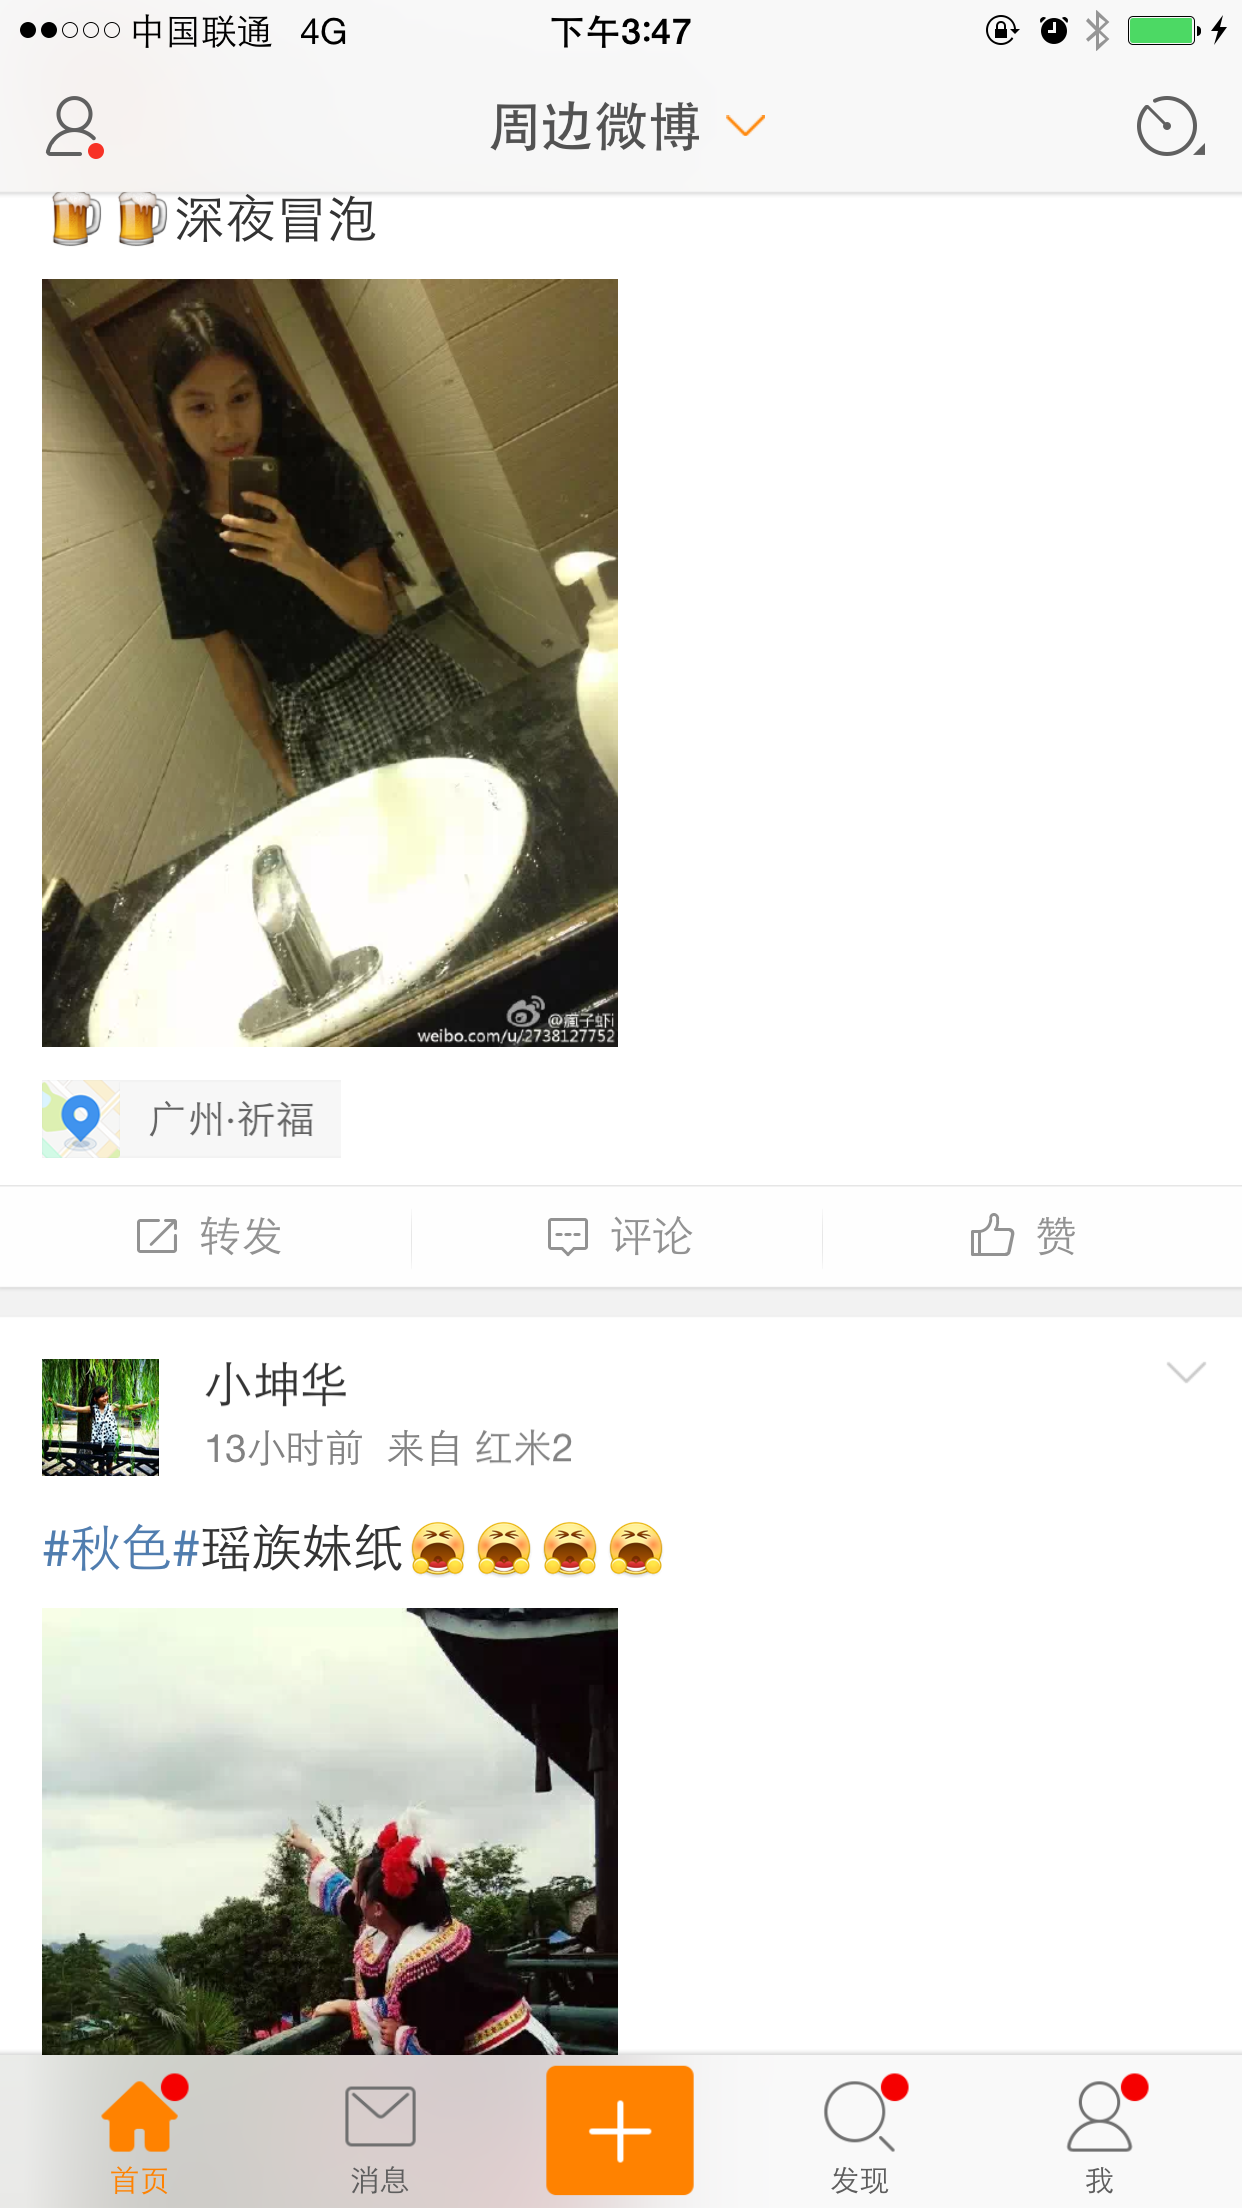 中国联通 4G 下午3:47
周边微博
深夜冒泡
@瘋子虾i
weibo.com/u/2738127752
广州·祈福
转发 评论 赞
小坤华
13小时前 来自 红米2
#秋色#瑶族妹纸
首页 消息 发现 我